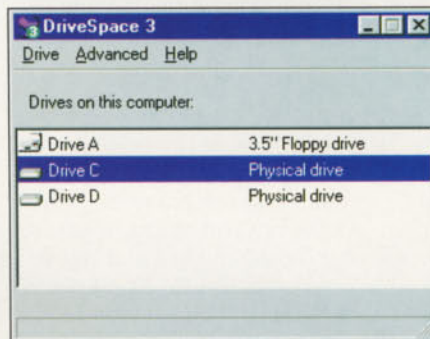 DriveSpace 3
Drive Advanced Help
Drives on this computer:
Drive A 3.5" Floppy drive
Drive C Physical drive
Drive D Physical drive